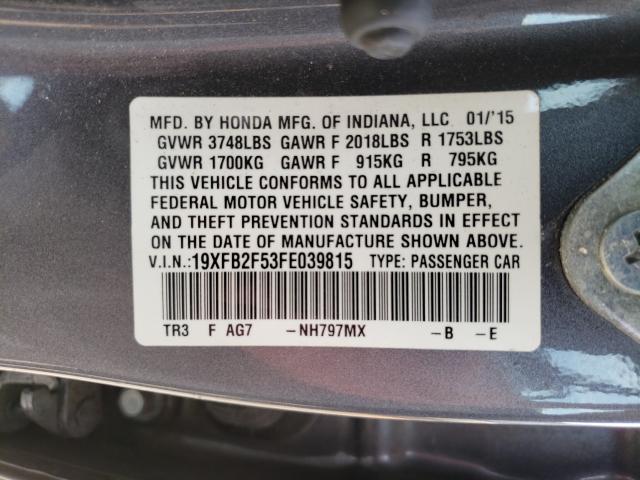 MFD. BY HONDA MFG. OF INDIANA, LLC 01/'15
GVWR 3748LBS GAWR F 2018LBS R 1753LBS
GVWR 1700KG GAWR F 915KG R 795KG
THIS VEHICLE CONFORMS TO ALL APPLICABLE
FEDERAL MOTOR VEHICLE SAFETY, BUMPER,
AND THEFT PREVENTION STANDARDS IN EFFECT
ON THE DATE OF MANUFACTURE SHOWN ABOVE.
V.I.N.:19XFB2F53FE039815 TYPE: PASSENGER CAR
TR3 F AG7 -NH797MX -B -E